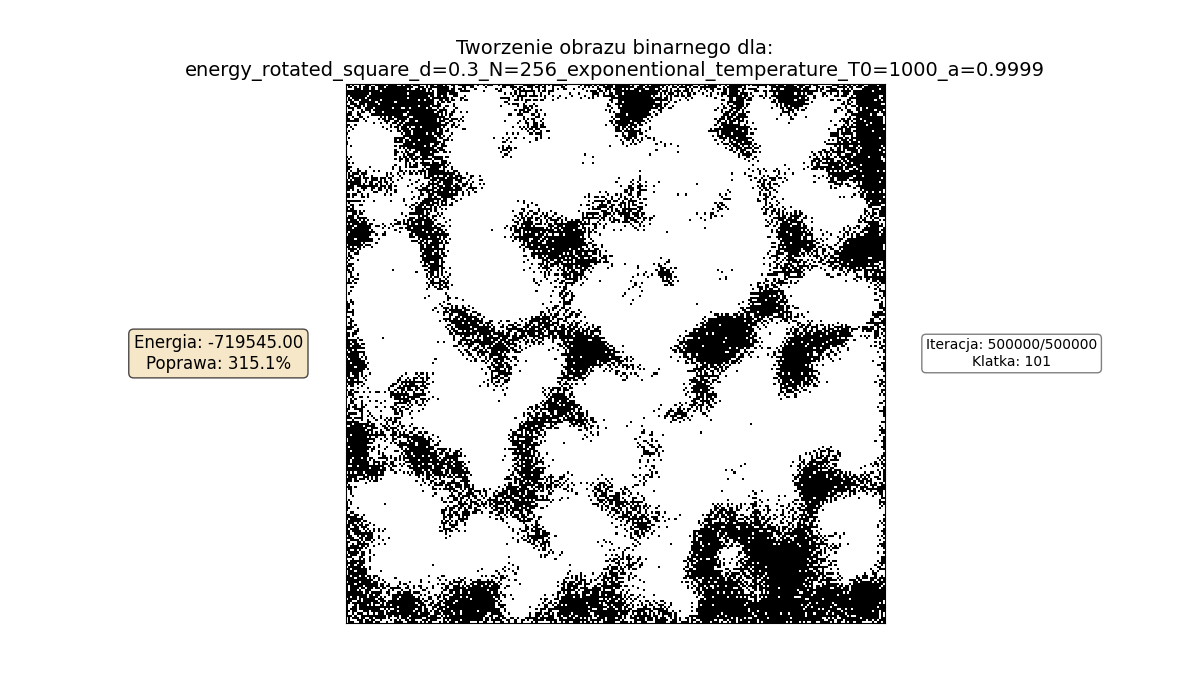 Tworzenie obrazu binarnego dla:
energy_rotated_square_d=0.3_N=256_exponentional_temperature_T0=1000_a=0.9999
Energia: -719545.00
Poprawa: 315.1%
Iteracja: 500000/500000
Klatka: 101